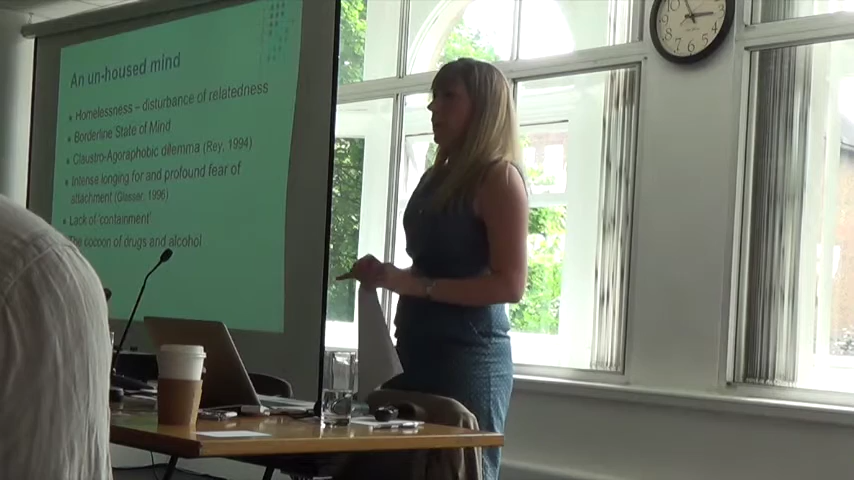 An un-housed mind
• Homelessness – disturbance of relatedness
• Borderline State of Mind
• Claustro-Agoraphobic dilemma (Rey, 1994)
• Intense longing for and profound fear of
attachment (Glasser, 1996)
• Lack of 'containment'
The cocoon of drugs and alcohol